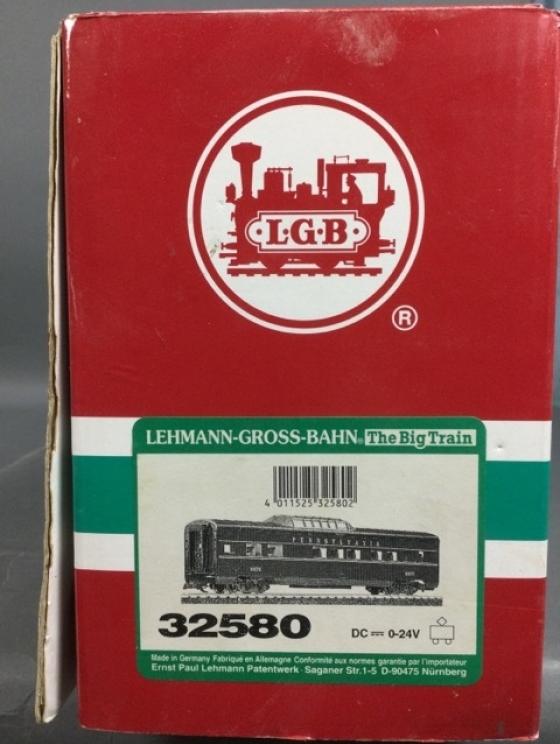 L·G·B
®
LEHMANN-GROSS-BAHN® The Big Train
4 011525 325802
PENNSYLVANIA
32580 DC 0-24V
Made in Germany Fabriqué en Allemagne Conformité aux normes garantie par l'importateur
Ernst Paul Lehmann Patentwerk · Saganer Str.1-5 D-90475 Nürnberg